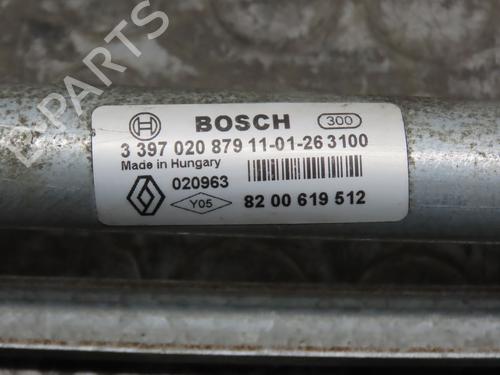 B-PARTS
BOSCH 300
3 397 020 879 11-01-26 3100
Made in Hungary
020963
Y05 82 00 619 512